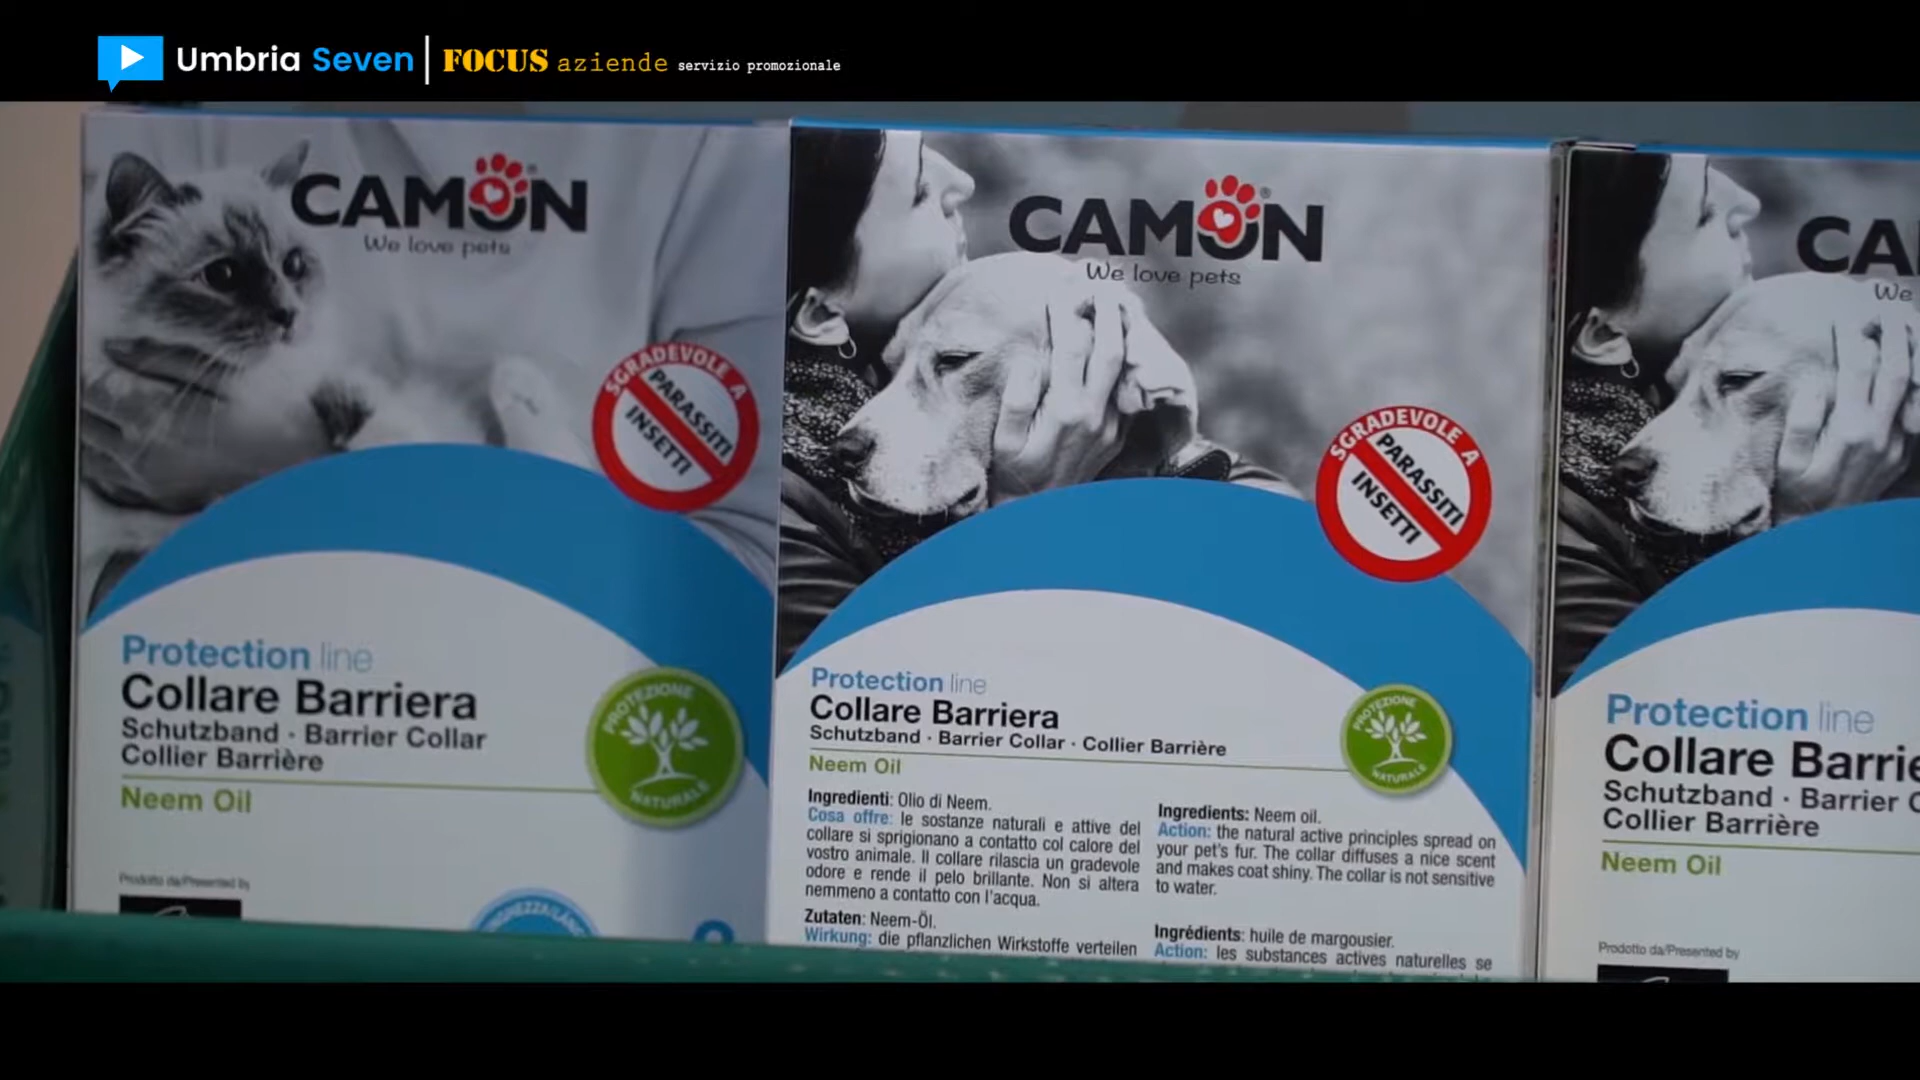 Umbria Seven FOCUS aziende servizio promozionale
CAMON®
We love pets
SGRADEVOLE A
PARASSITI
INSETTI
Protection line
Collare Barriera
Schutzband · Barrier Collar
Collier Barrière
Neem Oil
PROTEZIONE
NATURALE
Prodotto da/Presented by
CAMON®
We love pets
SGRADEVOLE A
PARASSITI
INSETTI
Protection line
Collare Barriera
Schutzband · Barrier Collar · Collier Barrière
Neem Oil
PROTEZIONE
NATURALE
Ingredienti: Olio di Neem.
Cosa offre: le sostanze naturali e attive del
collare si sprigionano a contatto col calore del
vostro animale. Il collare rilascia un gradevole
odore e rende il pelo brillante. Non si altera
nemmeno a contatto con l'acqua.
Zutaten: Neem-Öl.
Wirkung: die pflanzlichen Wirkstoffe verteilen
Ingredients: Neem oil.
Action: the natural active principles spread on
your pet's fur. The collar diffuses a nice scent
and makes coat shiny. The collar is not sensitive
to water.
Ingrédients: huile de margousier.
Action: les substances actives naturelles se
CA
We
Protection line
Collare Barrie
Schutzband · Barrier C
Collier Barrière
Neem Oil
Prodotto da/Presented by